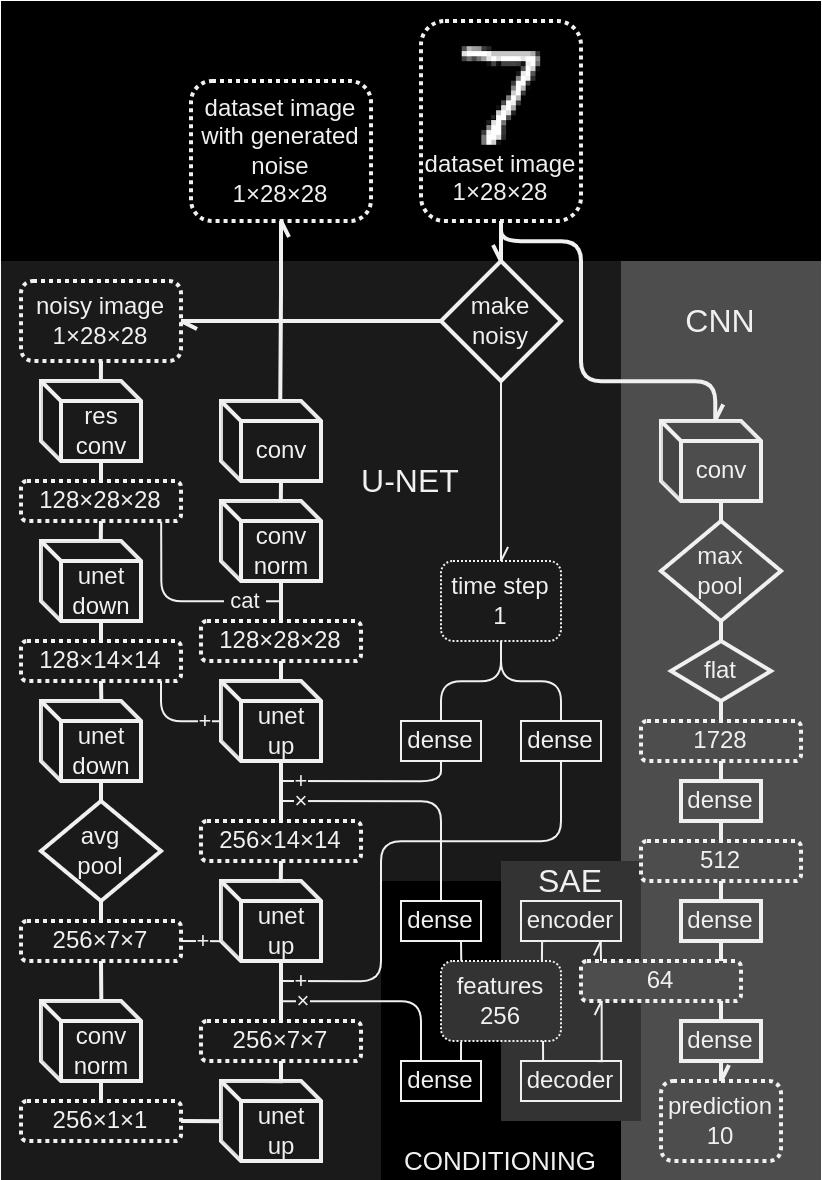 dataset image
with generated
noise
1×28×28
7
dataset image
1×28×28
noisy image
1×28×28
make
noisy
CNN
res
conv
conv
conv
128×28×28
U-NET
conv
norm
max
pool
unet
down
cat
time step
1
128×28×28
128×14×14
flat
unet
down
+
unet
up
dense
dense
1728
+
×
dense
avg
pool
256×14×14
512
SAE
unet
up
dense
encoder
dense
256×7×7
+
features
256
64
+
×
conv
norm
256×7×7
dense
dense
decoder
256×1×1
unet
up
prediction
10
CONDITIONING